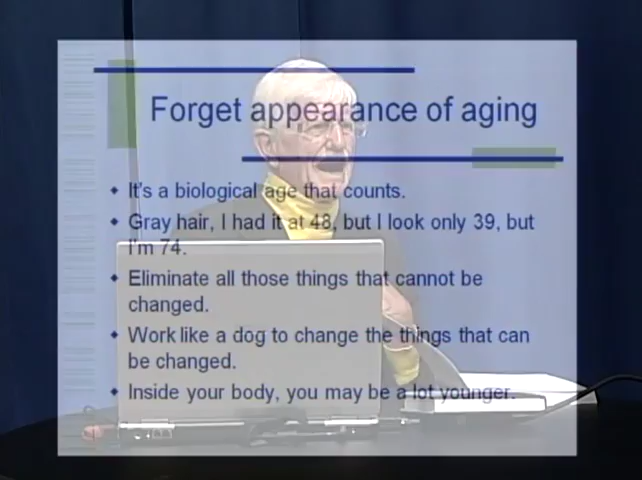 Forget appearance of aging
It's a biological age that counts.
Gray hair, I had it at 48, but I look only 39, but
I'm 74.
Eliminate all those things that cannot be
changed.
Work like a dog to change the things that can
be changed.
Inside your body, you may be a lot younger.